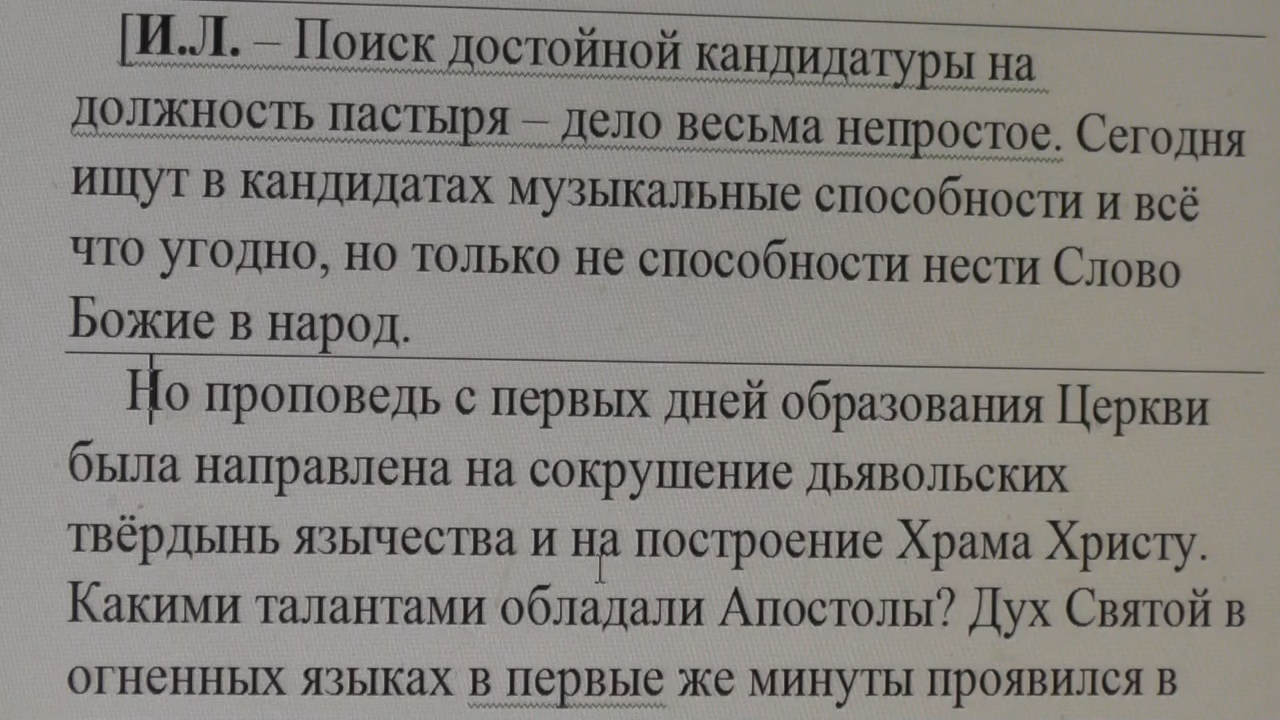 [И.Л. – Поиск достойной кандидатуры на
должность пастыря – дело весьма непростое. Сегодня
ищут в кандидатах музыкальные способности и всё
что угодно, но только не способности нести Слово
Божие в народ.
Но проповедь с первых дней образования Церкви
была направлена на сокрушение дьявольских
твёрдынь язычества и на построение Храма Христу.
Какими талантами обладали Апостолы? Дух Святой в
огненных языках в первые же минуты проявился в